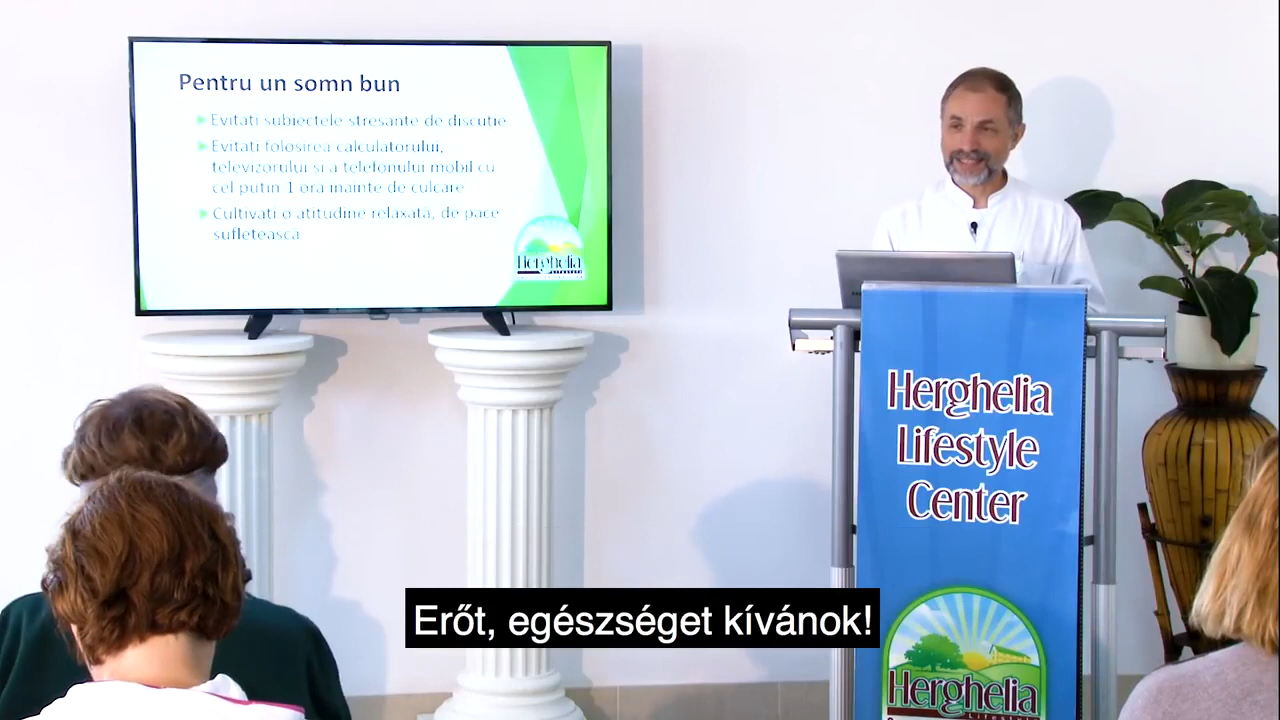 Pentru un somn bun
Evitati subiectele stresante de discutie
Evitati folosirea calculatorului,
televizorului si a telefonului mobil cu
cel putin 1 ora inainte de culcare
Cultivati o atitudine relaxată, de pace
sufleteasca
Herghelia
Herghelia
Lifestyle
Center
Herghelia
Erőt, egészséget kívánok!